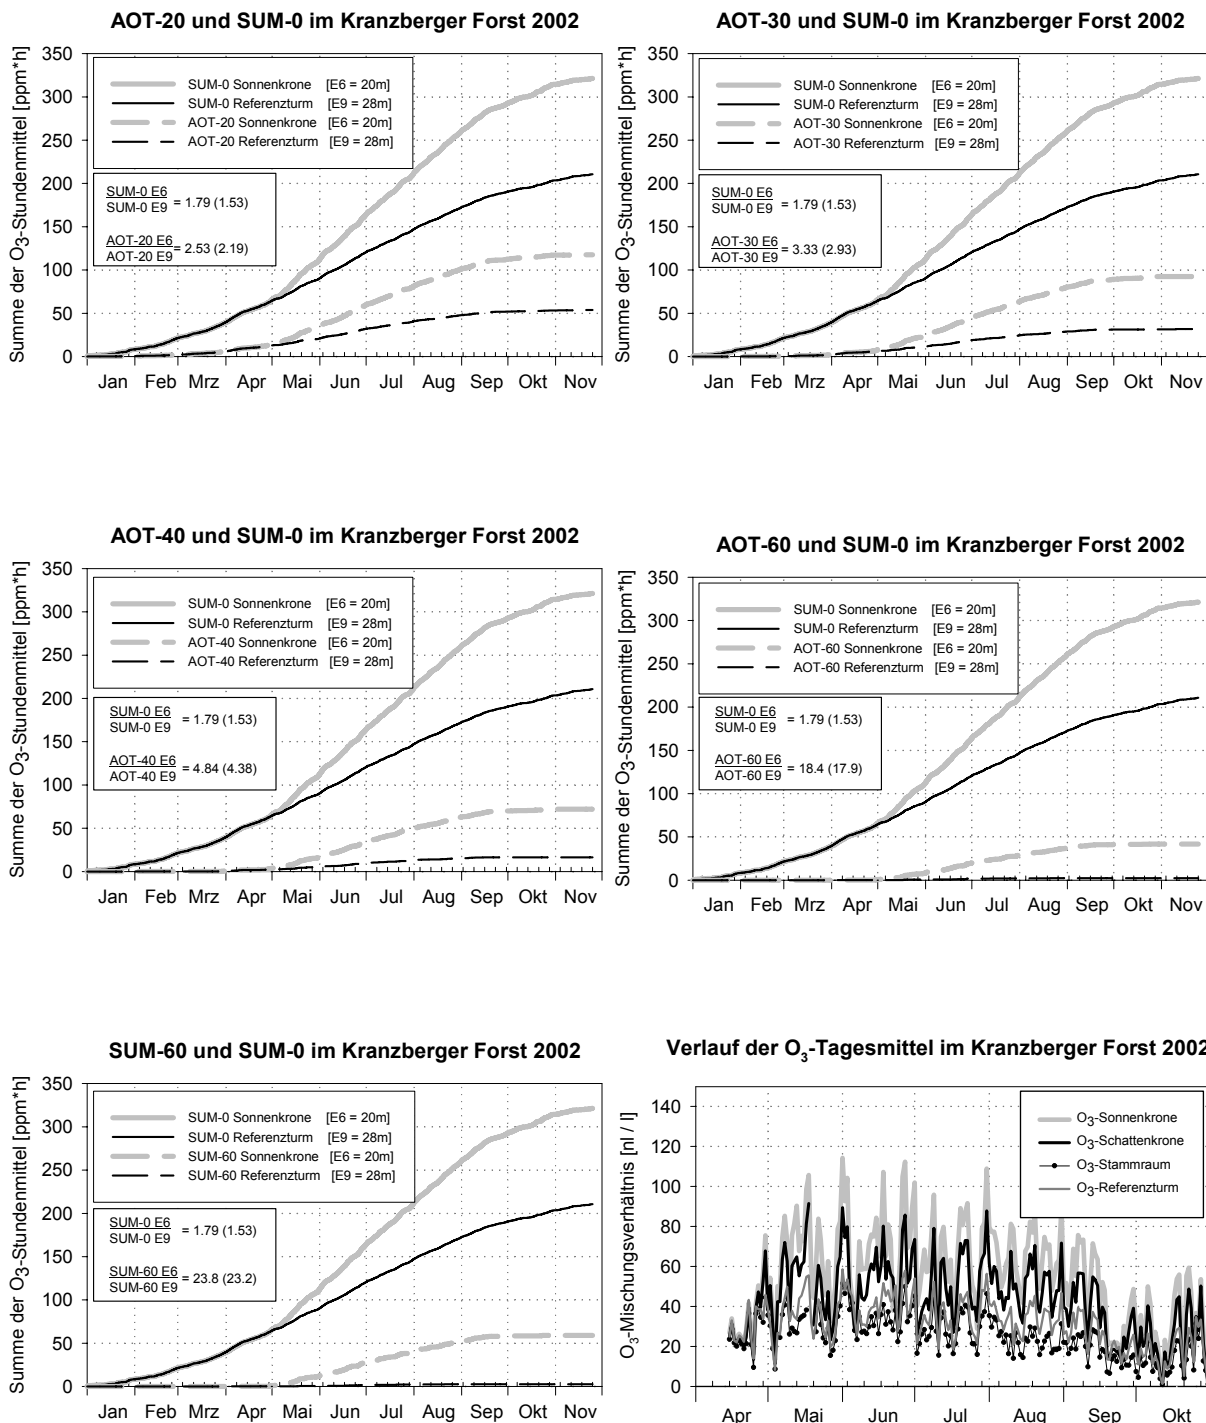 AOT-20 und SUM-0 im Kranzberger Forst 2002
Summe der O3-Stundenmittel [ppm*h]
350
300
250
200
150
100
50
0
SUM-0 Sonnenkrone [E6 = 20m]
SUM-0 Referenzturm [E9 = 28m]
AOT-20 Sonnenkrone [E6 = 20m]
AOT-20 Referenzturm [E9 = 28m]
SUM-0 E6
SUM-0 E9 = 1.79 (1.53)
AOT-20 E6
AOT-20 E9 = 2.53 (2.19)
Jan Feb Mrz Apr Mai Jun Jul Aug Sep Okt Nov
AOT-30 und SUM-0 im Kranzberger Forst 2002
Summe der O3-Stundenmittel [ppm*h]
350
300
250
200
150
100
50
0
SUM-0 Sonnenkrone [E6 = 20m]
SUM-0 Referenzturm [E9 = 28m]
AOT-30 Sonnenkrone [E6 = 20m]
AOT-30 Referenzturm [E9 = 28m]
SUM-0 E6
SUM-0 E9 = 1.79 (1.53)
AOT-30 E6
AOT-30 E9 = 3.33 (2.93)
Jan Feb Mrz Apr Mai Jun Jul Aug Sep Okt Nov
AOT-40 und SUM-0 im Kranzberger Forst 2002
Summe der O3-Stundenmittel [ppm*h]
350
300
250
200
150
100
50
0
SUM-0 Sonnenkrone [E6 = 20m]
SUM-0 Referenzturm [E9 = 28m]
AOT-40 Sonnenkrone [E6 = 20m]
AOT-40 Referenzturm [E9 = 28m]
SUM-0 E6
SUM-0 E9 = 1.79 (1.53)
AOT-40 E6
AOT-40 E9 = 4.84 (4.38)
Jan Feb Mrz Apr Mai Jun Jul Aug Sep Okt Nov
AOT-60 und SUM-0 im Kranzberger Forst 2002
Summe der O3-Stundenmittel [ppm*h]
350
300
250
200
150
100
50
0
SUM-0 Sonnenkrone [E6 = 20m]
SUM-0 Referenzturm [E9 = 28m]
AOT-60 Sonnenkrone [E6 = 20m]
AOT-60 Referenzturm [E9 = 28m]
SUM-0 E6
SUM-0 E9 = 1.79 (1.53)
AOT-60 E6
AOT-60 E9 = 18.4 (17.9)
Jan Feb Mrz Apr Mai Jun Jul Aug Sep Okt Nov
SUM-60 und SUM-0 im Kranzberger Forst 2002
Summe der O3-Stundenmittel [ppm*h]
350
300
250
200
150
100
50
0
SUM-0 Sonnenkrone [E6 = 20m]
SUM-0 Referenzturm [E9 = 28m]
SUM-60 Sonnenkrone [E6 = 20m]
SUM-60 Referenzturm [E9 = 28m]
SUM-0 E6
SUM-0 E9 = 1.79 (1.53)
SUM-60 E6
SUM-60 E9 = 23.8 (23.2)
Jan Feb Mrz Apr Mai Jun Jul Aug Sep Okt Nov
Verlauf der O3-Tagesmittel im Kranzberger Forst 2002
O3-Mischungsverhältnis [nl / l]
140
120
100
80
60
40
20
0
O3-Sonnenkrone
O3-Schattenkrone
O3-Stammraum
O3-Referenzturm
Apr Mai Jun Jul Aug Sep Okt